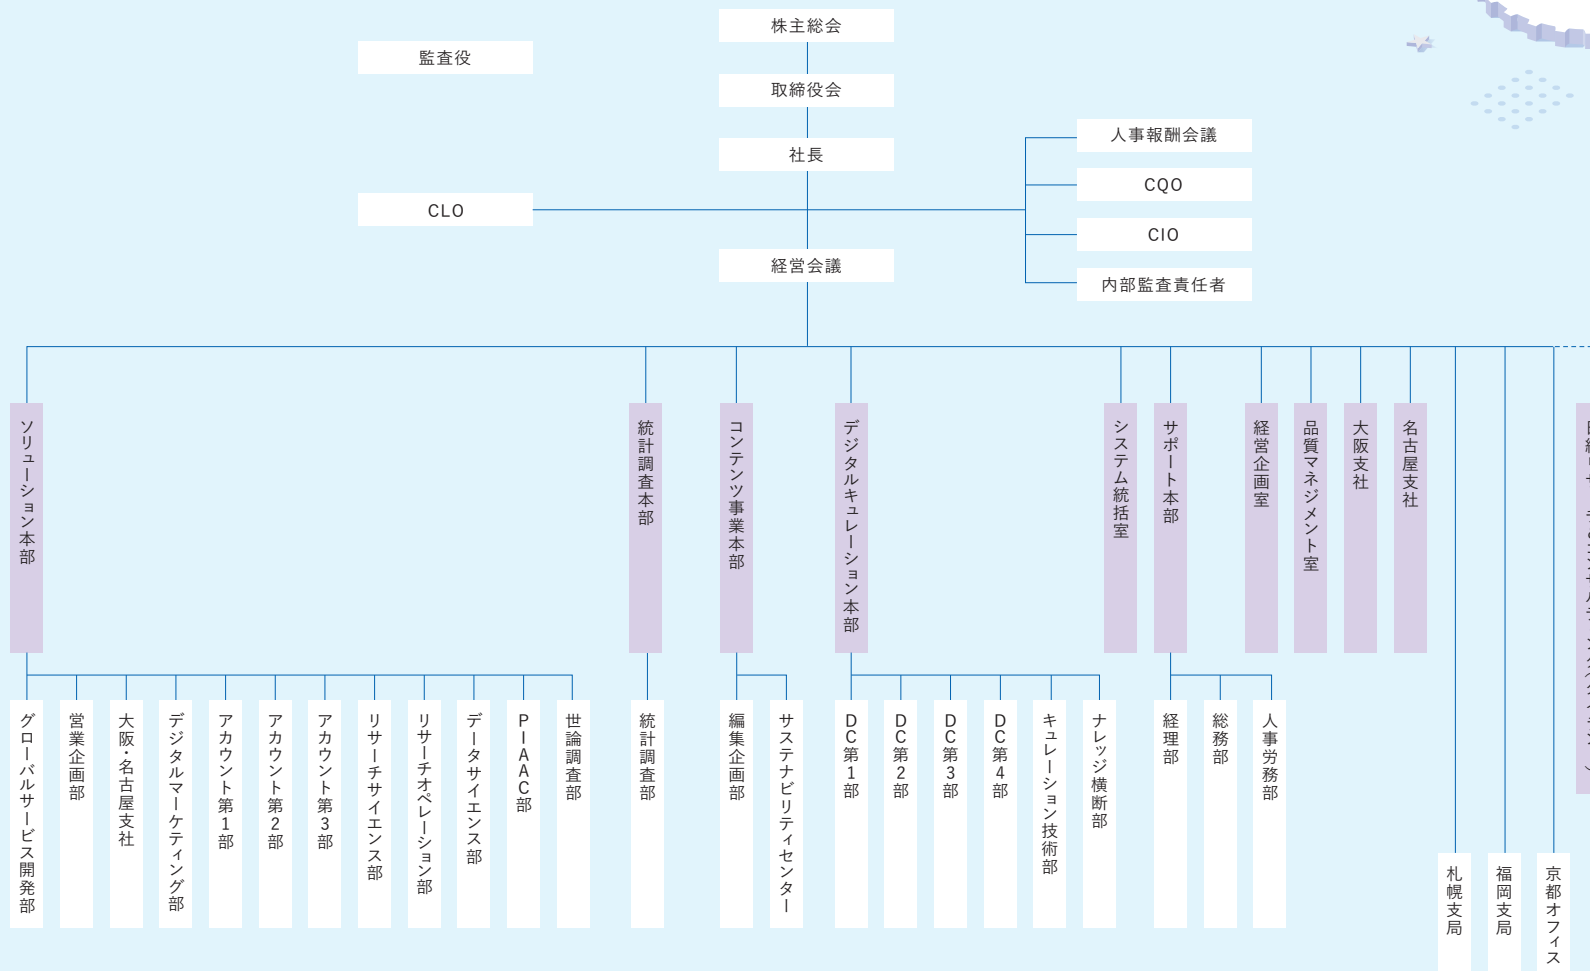 株主総会
監査役
取締役会
社長
人事報酬会議
CQO
CLO
CIO
経営会議
内部監査責任者
ソリューション本部
統計調査本部
コンテンツ事業本部
デジタルキュレーション本部
システム統括室
サポート本部
経営企画室
品質マネジメント室
大阪支社
名古屋支社
グローバルサービス開発部
営業企画部
大阪・名古屋支社
デジタルマーケティング部
アカウント第1部
アカウント第2部
アカウント第3部
リサーチサイエンス部
リサーチオペレーション部
データサイエンス部
PIAAC部
世論調査部
統計調査部
編集企画部
サステナビリティセンター
DC第1部
DC第2部
DC第3部
DC第4部
キュレーション技術部
ナレッジ横断部
経理部
総務部
人事労務部
札幌支局
福岡支局
京都オフィス